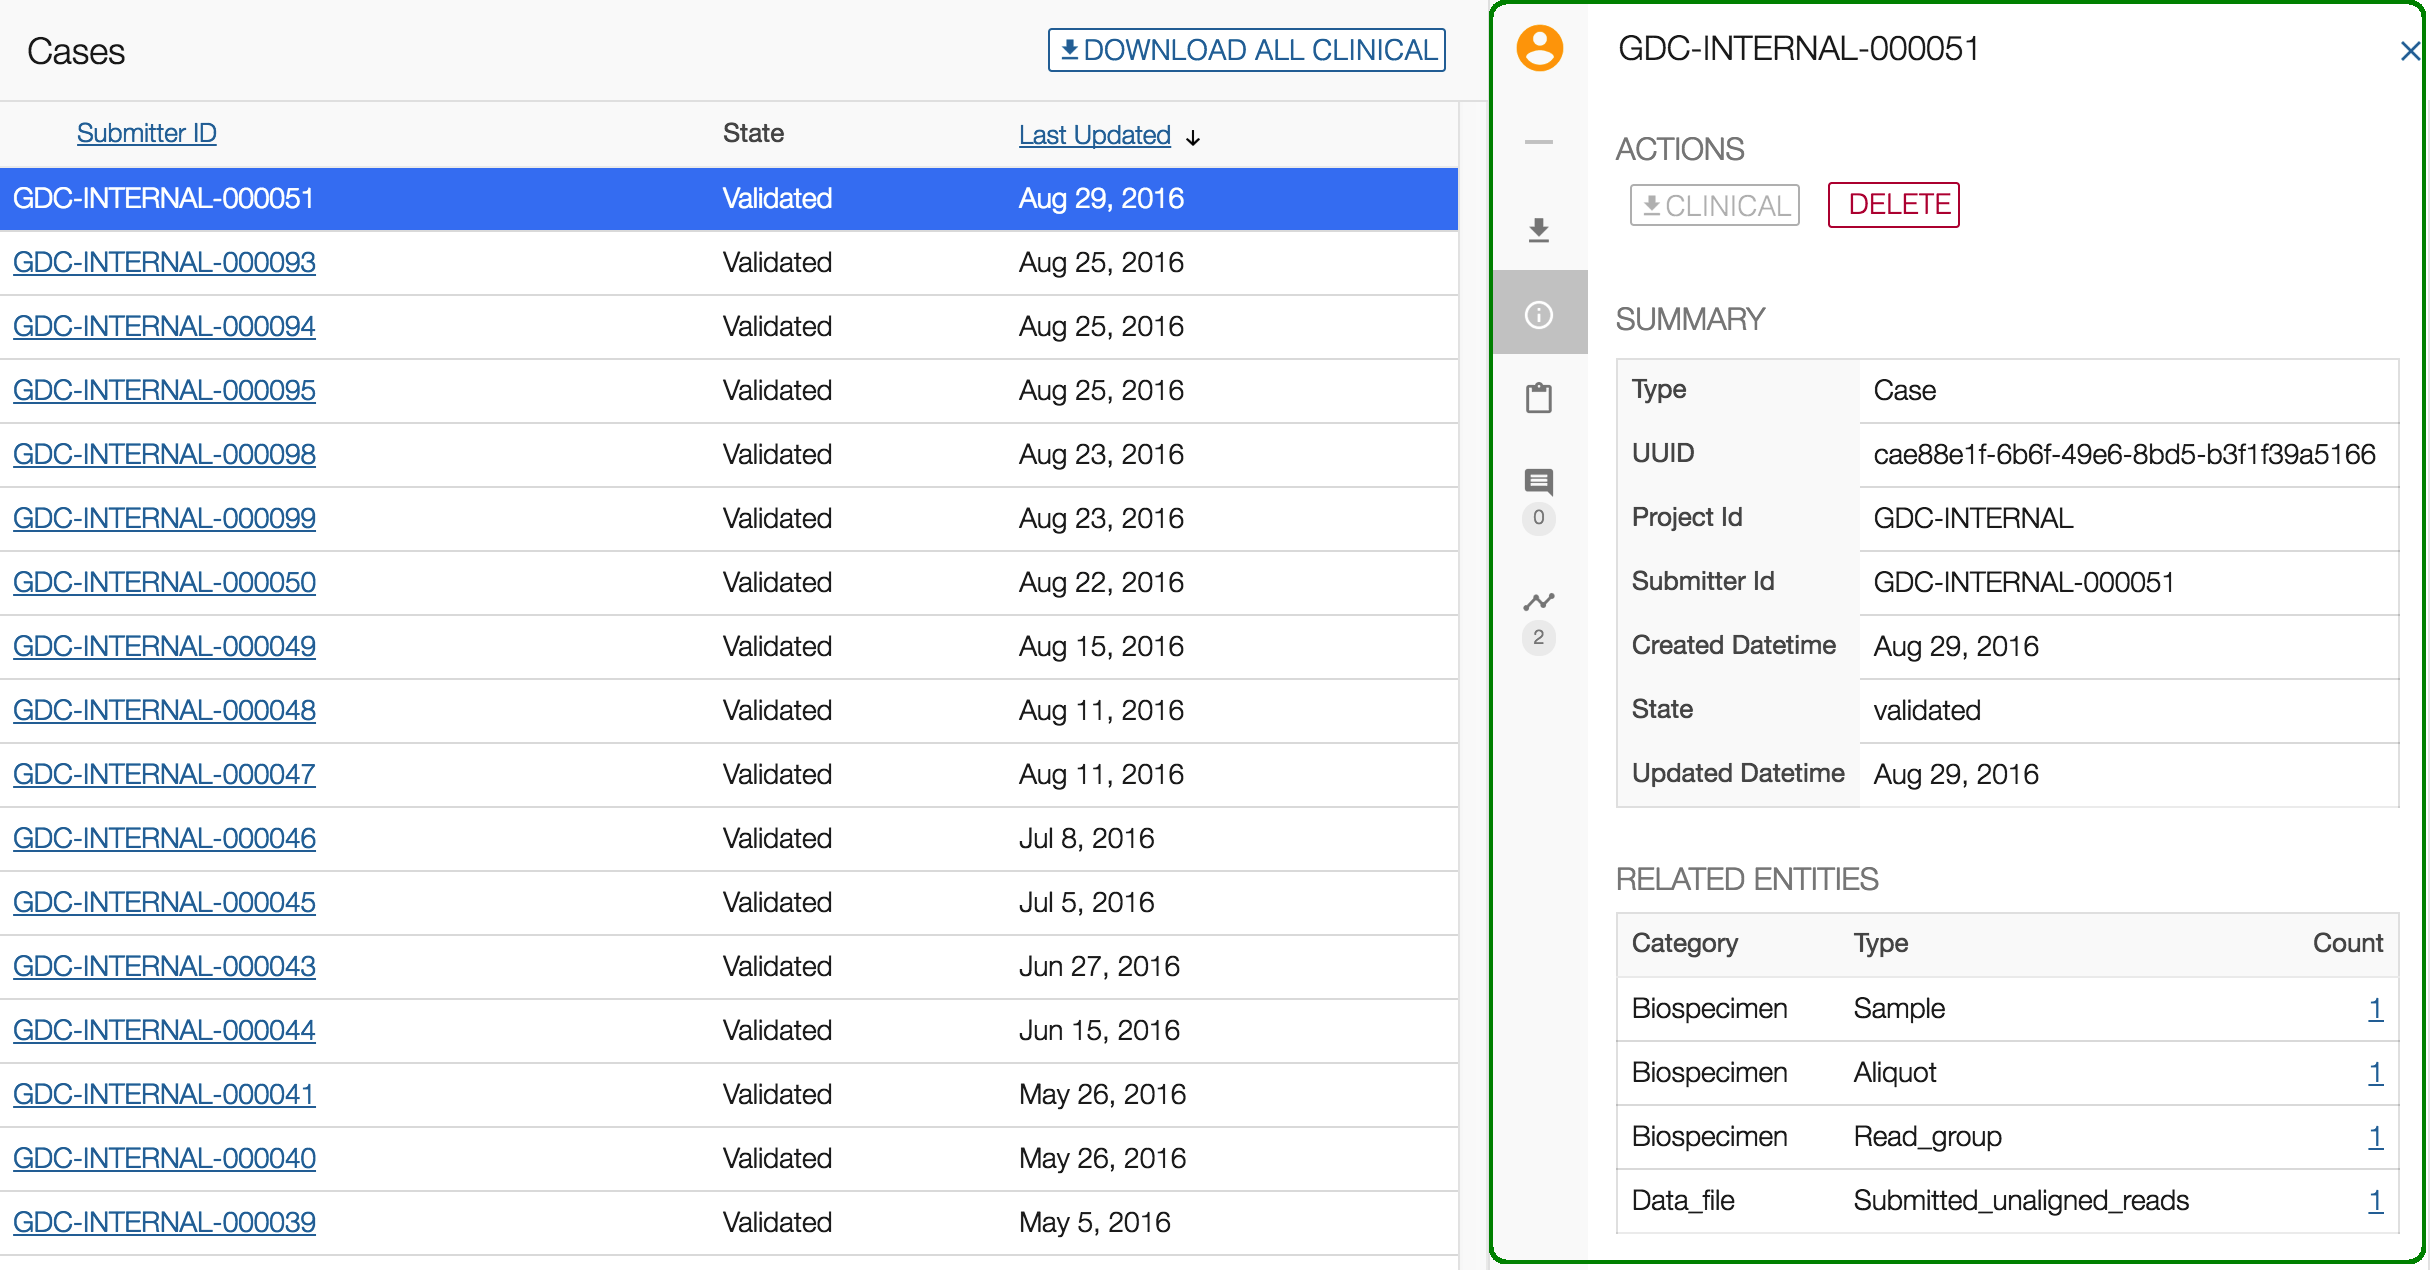 Cases
DOWNLOAD ALL CLINICAL
Submitter ID State Last Updated
GDC-INTERNAL-000051 Validated Aug 29, 2016
GDC-INTERNAL-000093 Validated Aug 25, 2016
GDC-INTERNAL-000094 Validated Aug 25, 2016
GDC-INTERNAL-000095 Validated Aug 25, 2016
GDC-INTERNAL-000098 Validated Aug 23, 2016
GDC-INTERNAL-000099 Validated Aug 23, 2016
GDC-INTERNAL-000050 Validated Aug 22, 2016
GDC-INTERNAL-000049 Validated Aug 15, 2016
GDC-INTERNAL-000048 Validated Aug 11, 2016
GDC-INTERNAL-000047 Validated Aug 11, 2016
GDC-INTERNAL-000046 Validated Jul 8, 2016
GDC-INTERNAL-000045 Validated Jul 5, 2016
GDC-INTERNAL-000043 Validated Jun 27, 2016
GDC-INTERNAL-000044 Validated Jun 15, 2016
GDC-INTERNAL-000041 Validated May 26, 2016
GDC-INTERNAL-000040 Validated May 26, 2016
GDC-INTERNAL-000039 Validated May 5, 2016
0
2
GDC-INTERNAL-000051
ACTIONS
CLINICAL DELETE
SUMMARY
Type Case
UUID cae88e1f-6b6f-49e6-8bd5-b3f1f39a5166
Project Id GDC-INTERNAL
Submitter Id GDC-INTERNAL-000051
Created Datetime Aug 29, 2016
State validated
Updated Datetime Aug 29, 2016
RELATED ENTITIES
Category Type Count
Biospecimen Sample 1
Biospecimen Aliquot 1
Biospecimen Read_group 1
Data_file Submitted_unaligned_reads 1